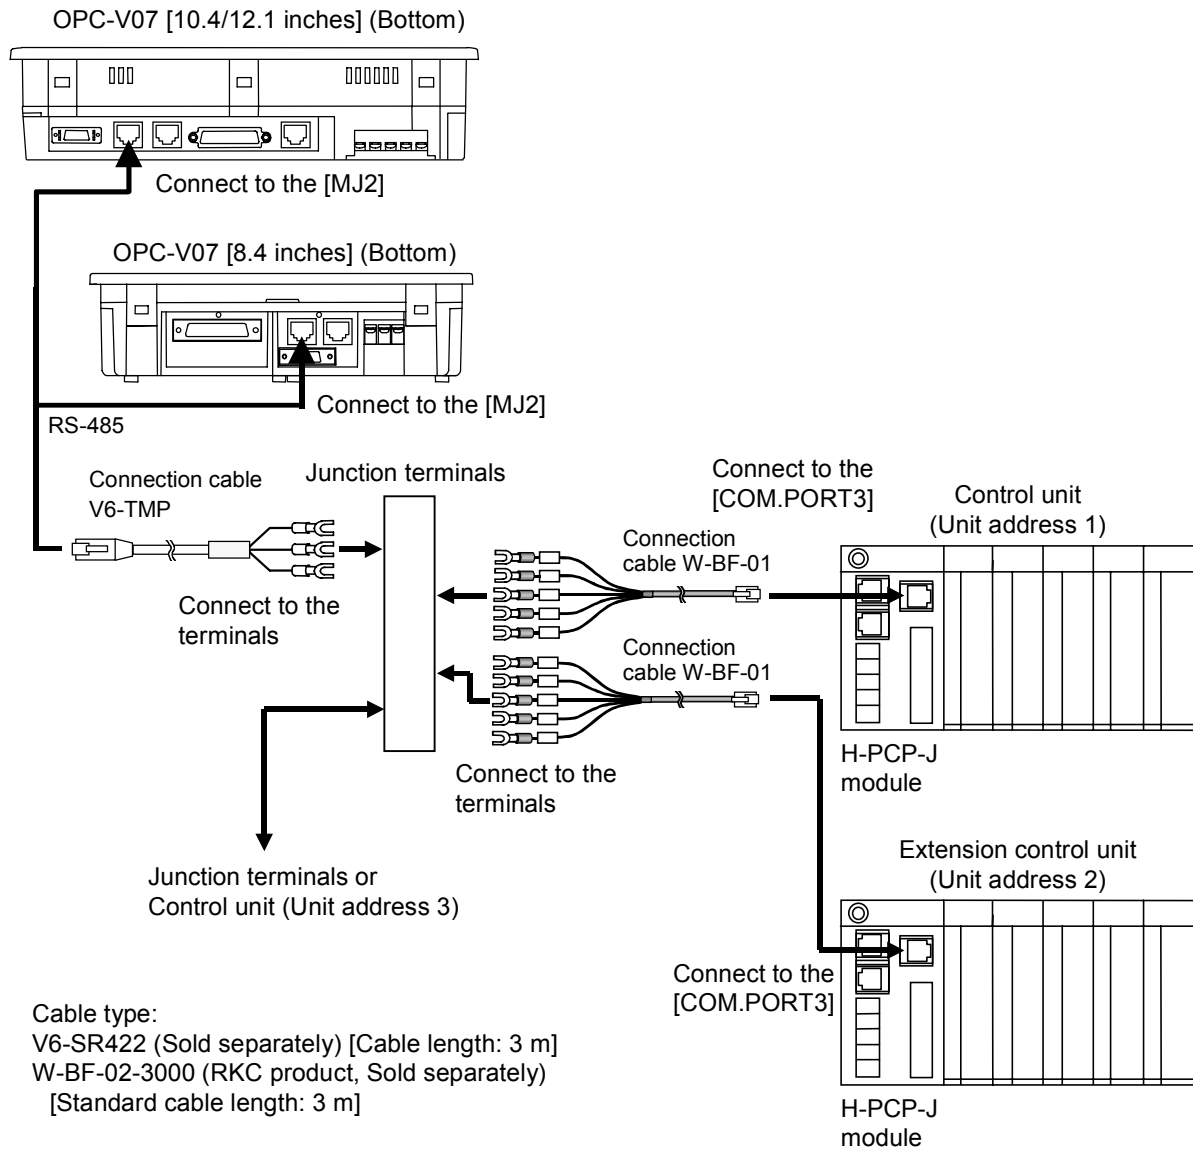 OPC-V07 [10.4/12.1 inches] (Bottom)
Connect to the [MJ2]
OPC-V07 [8.4 inches] (Bottom)
Connect to the [MJ2]
RS-485
Connection cable
V6-TMP
Junction terminals
Connect to the
terminals
Connect to the
[COM.PORT3]
Control unit
(Unit address 1)
Connection
cable W-BF-01
Connection
cable W-BF-01
Connect to the
terminals
H-PCP-J
module
Junction terminals or
Control unit (Unit address 3)
Extension control unit
(Unit address 2)
Connect to the
[COM.PORT3]
H-PCP-J
module
Cable type:
V6-SR422 (Sold separately) [Cable length: 3 m]
W-BF-02-3000 (RKC product, Sold separately)
[Standard cable length: 3 m]